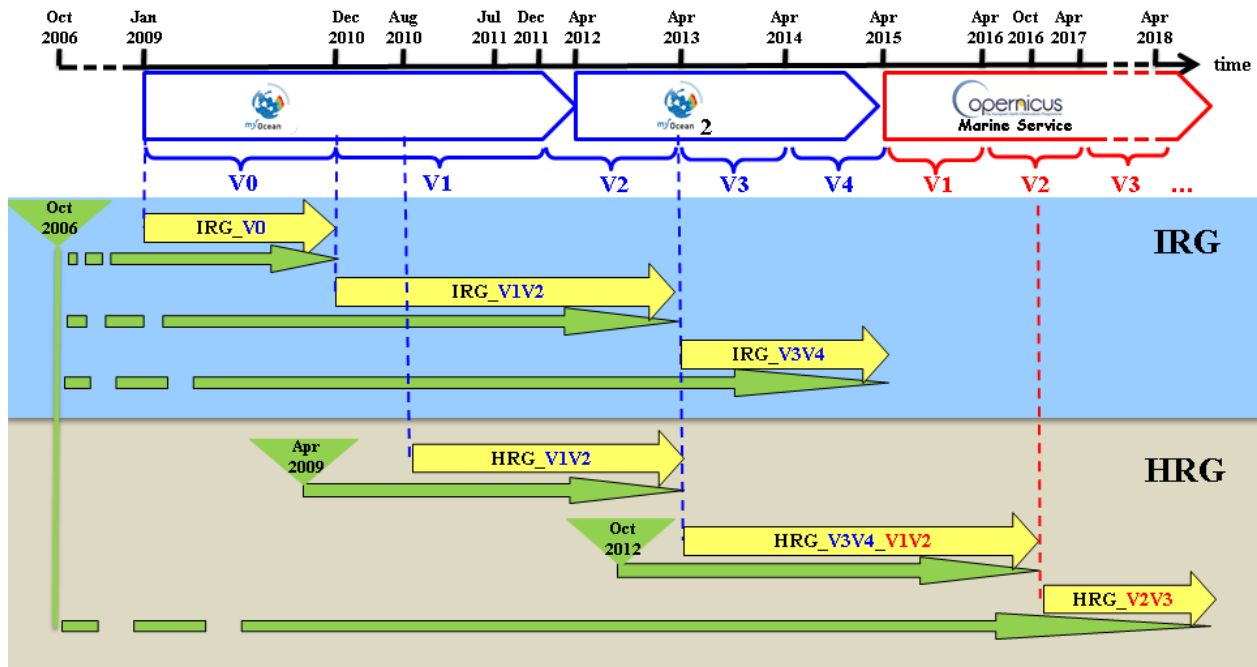 Oct Jan Dec Aug Jul Dec Apr Apr Apr Apr Apr Oct Apr Apr
2006 2009 2010 2010 2011 2011 2012 2013 2014 2015 2016 2016 2017 2018
time
myOcean
myOcean 2
Copernicus
Marine Service
V0 V1 V2 V3 V4 V1 V2 V3 ...
Oct
2006
IRG_V0
IRG
IRG_V1V2
IRG_V3V4
Apr
2009
HRG_V1V2
HRG
Oct
2012
HRG_V3V4_V1V2
HRG_V2V3